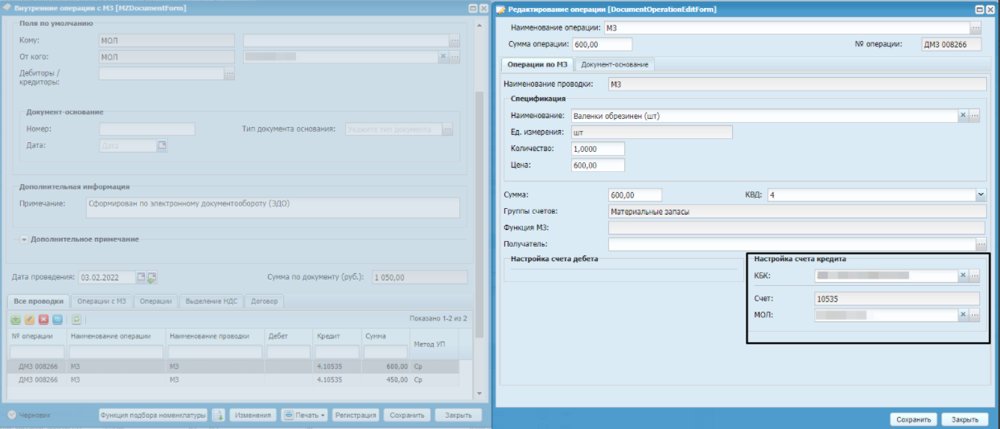 Внутренние операции с МЗ [MZDocumentForm]
Поля по умолчанию
Кому: МОЛ
От кого: МОЛ
Дебиторы /
кредиторы:
Документ-основание
Номер: Тип документа основания: Укажите тип документа
Дата: Дата
Дополнительная информация
Примечание: Сформирован по электронному документообороту (ЭДО)
Дополнительное примечание
Дата проведения: 03.02.2022 Сумма по документу (руб.): 1 050,00
Все проводки Операции с МЗ Операции Выделение НДС Договор
Показано 1-2 из 2
№ операции Наименование операции Наименование проводки Дебет Кредит Сумма Метод УП
ДМЗ 008266 МЗ МЗ 4.10535 600,00 Ср
ДМЗ 008266 МЗ МЗ 4.10535 450,00 Ср
Черновик Функция подбора номенклатуры Изменения Печать Регистрация Сохранить Закрыть
Редактирование операции [DocumentOperationEditForm]
Наименование операции: МЗ
Сумма операции: 600,00 № операции: ДМЗ 008266
Операции по МЗ Документ-основание
Наименование проводки: МЗ
Спецификация
Наименование: Валенки обрезинен (шт)
Ед. измерения: шт
Количество: 1,0000
Цена: 600,00
Сумма: 600,00 КВД: 4
Группы счетов: Материальные запасы
Функция МЗ:
Получатель:
Настройка счета дебета Настройка счета кредита
КБК:
Счет: 10535
МОЛ:
Сохранить Закрыть